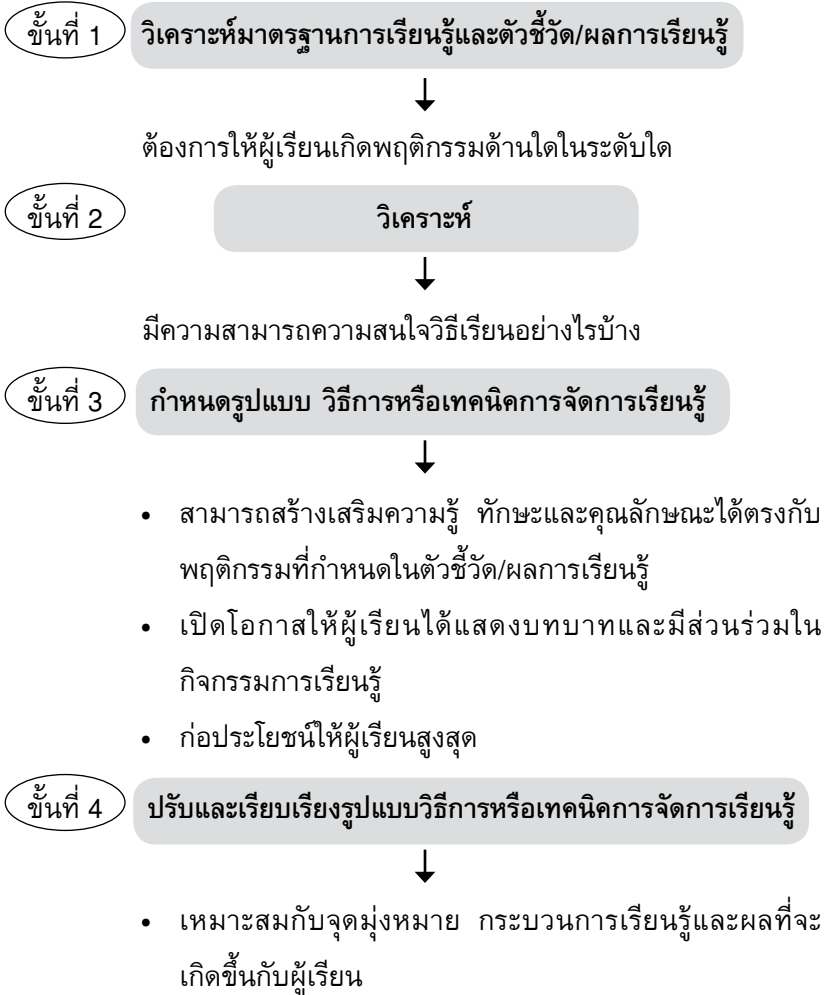 ขั้นที่ 1 วิเคราะห์มาตรฐานการเรียนรู้และตัวชี้วัด/ผลการเรียนรู้
ต้องการให้ผู้เรียนเกิดพฤติกรรมด้านใดในระดับใด
ขั้นที่ 2 วิเคราะห์
มีความสามารถความสนใจวิธีเรียนอย่างไรบ้าง
ขั้นที่ 3 กำหนดรูปแบบ วิธีการหรือเทคนิคการจัดการเรียนรู้
• สามารถสร้างเสริมความรู้ ทักษะและคุณลักษณะได้ตรงกับ
พฤติกรรมที่กำหนดในตัวชี้วัด/ผลการเรียนรู้
• เปิดโอกาสให้ผู้เรียนได้แสดงบทบาทและมีส่วนร่วมใน
กิจกรรมการเรียนรู้
• ก่อประโยชน์ให้ผู้เรียนสูงสุด
ขั้นที่ 4 ปรับและเรียบเรียงรูปแบบวิธีการหรือเทคนิคการจัดการเรียนรู้
• เหมาะสมกับจุดมุ่งหมาย กระบวนการเรียนรู้และผลที่จะ
เกิดขึ้นกับผู้เรียน